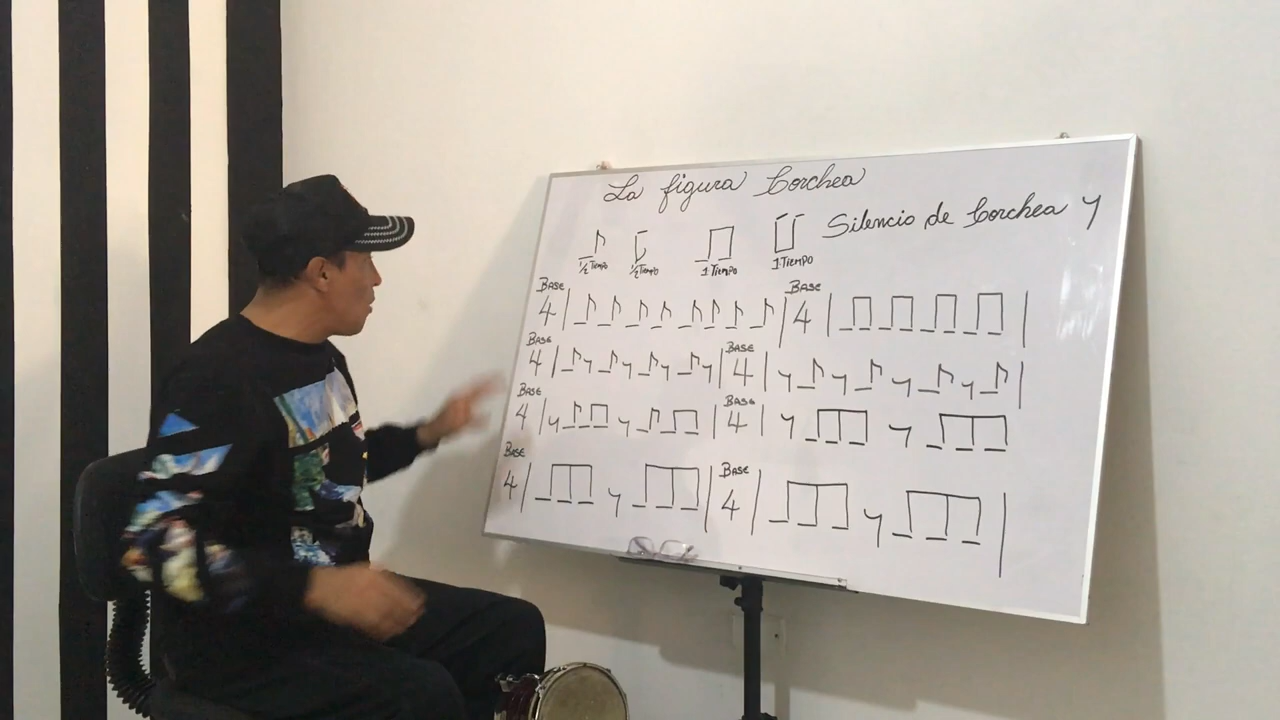 La figura Corchea
Silencio de Corchea
1/2 TIEMPO 1/2 TIEMPO 1 TIEMPO 1 TIEMPO
BASE BASE
4 4
BASE BASE
4 4
BASE BASE
4 4
BASE BASE
4 4